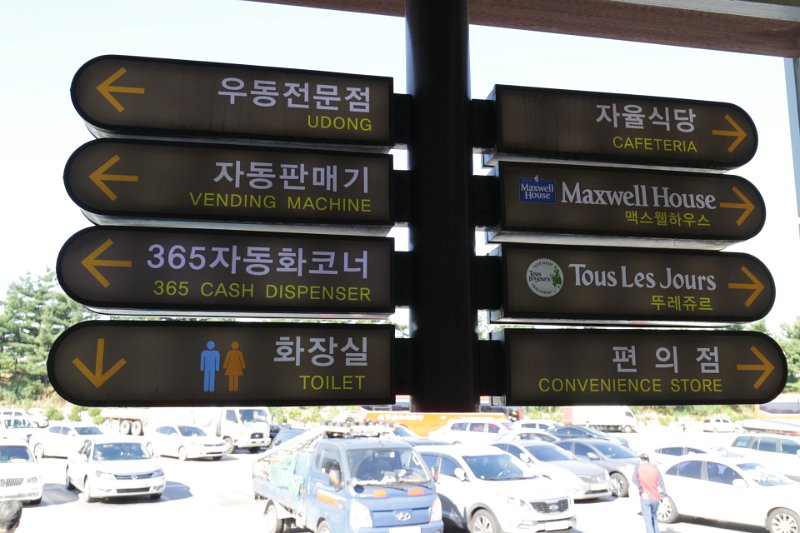 우동전문점
UDONG
자동판매기
VENDING MACHINE
365자동화코너
365 CASH DISPENSER
화장실
TOILET
자율식당
CAFETERIA
Maxwell House
Maxwell House
맥스웰하우스
Tous Les Jours
Tous Les Jours
뚜레쥬르
편의점
CONVENIENCE STORE